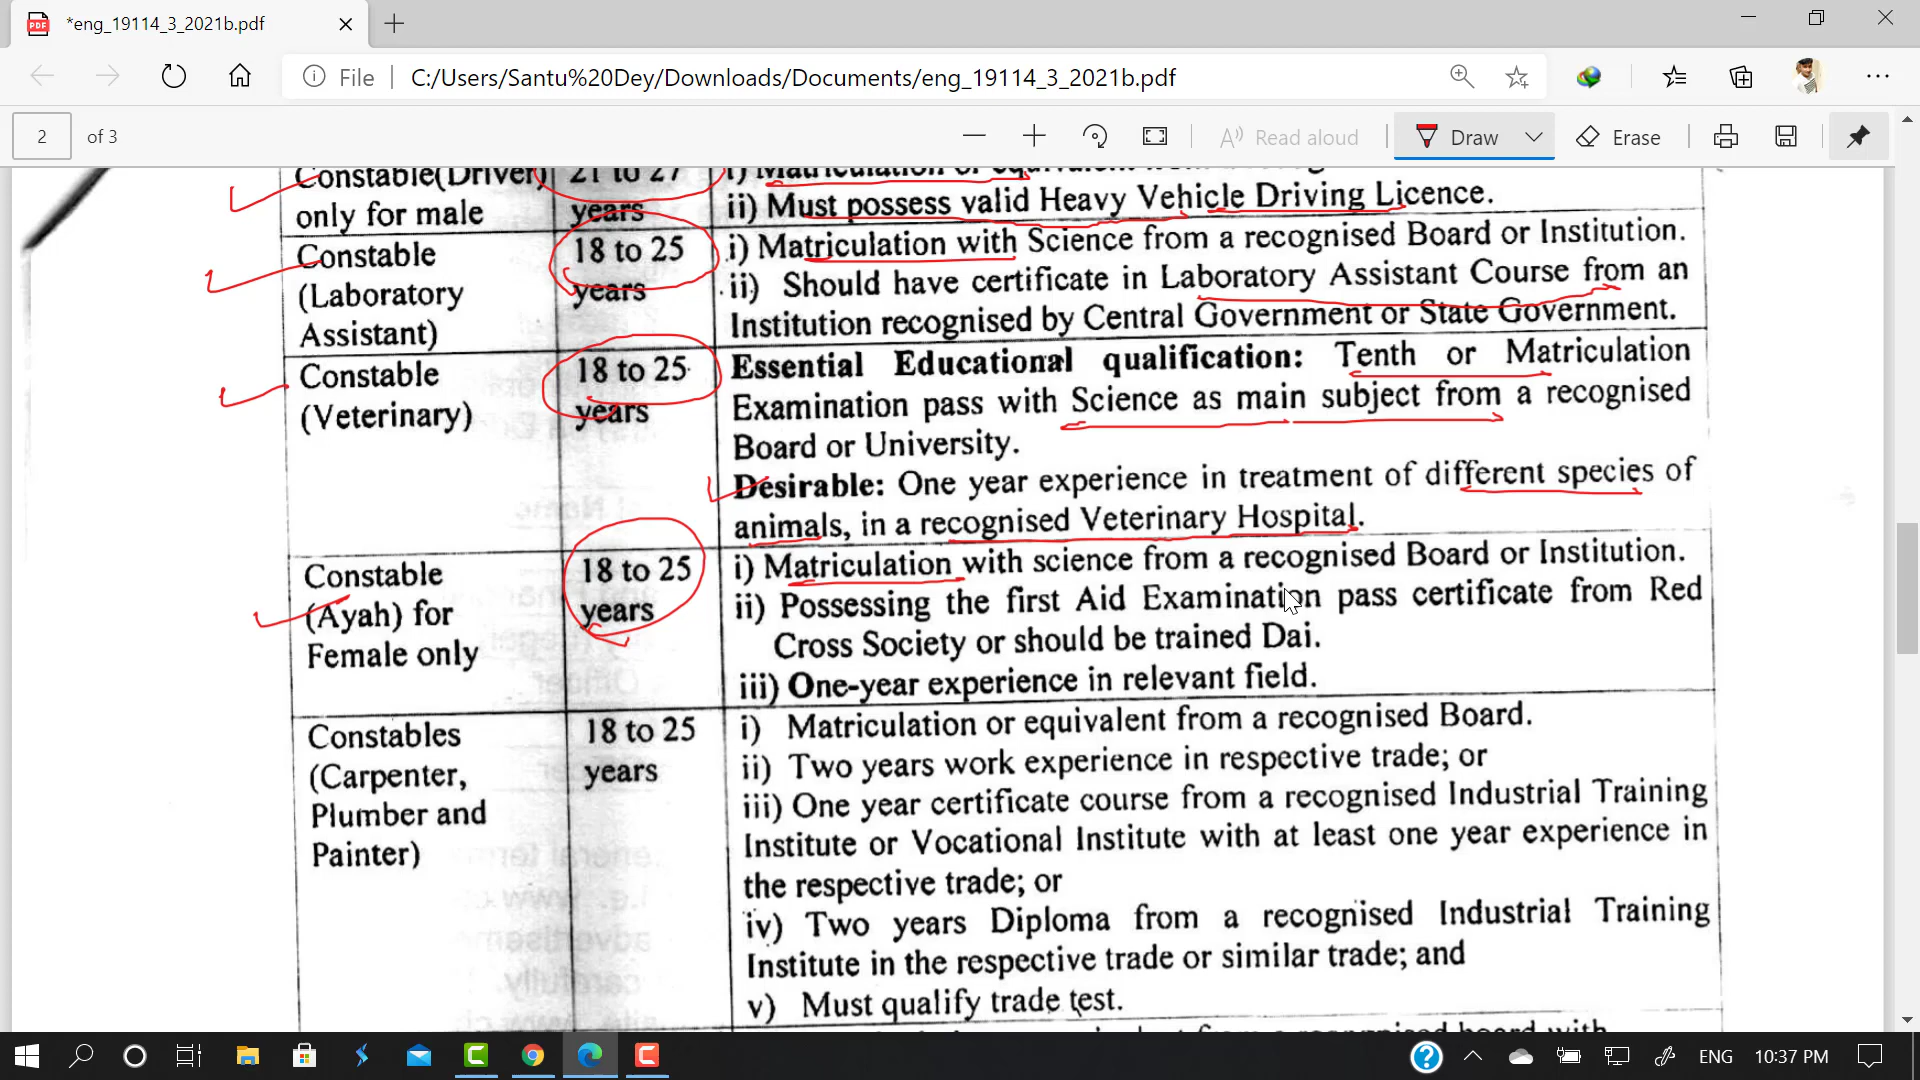 *eng_19114_3_2021b.pdf
File
C:/Users/Santu%20Dey/Downloads/Documents/eng_19114_3_2021b.pdf
2 of 3
Read aloud
Draw
Erase
Constable(Driver) 21 to 27
only for male years ii) Must possess valid Heavy Vehicle Driving Licence.
Constable 18 to 25 i) Matriculation with Science from a recognised Board or Institution.
(Laboratory years ii) Should have certificate in Laboratory Assistant Course from an
Assistant) Institution recognised by Central Government or State Government.
Constable 18 to 25 Essential Educational qualification: Tenth or Matriculation
(Veterinary) years Examination pass with Science as main subject from a recognised
Board or University.
Desirable: One year experience in treatment of different species of
animals, in a recognised Veterinary Hospital.
Constable 18 to 25 i) Matriculation with science from a recognised Board or Institution.
(Ayah) for years ii) Possessing the first Aid Examination pass certificate from Red
Female only Cross Society or should be trained Dai.
iii) One-year experience in relevant field.
Constables 18 to 25 i) Matriculation or equivalent from a recognised Board.
(Carpenter, years ii) Two years work experience in respective trade; or
Plumber and iii) One year certificate course from a recognised Industrial Training
Painter) Institute or Vocational Institute with at least one year experience in
the respective trade; or
iv) Two years Diploma from a recognised Industrial Training
Institute in the respective trade or similar trade; and
v) Must qualify trade test.
ENG
10:37 PM